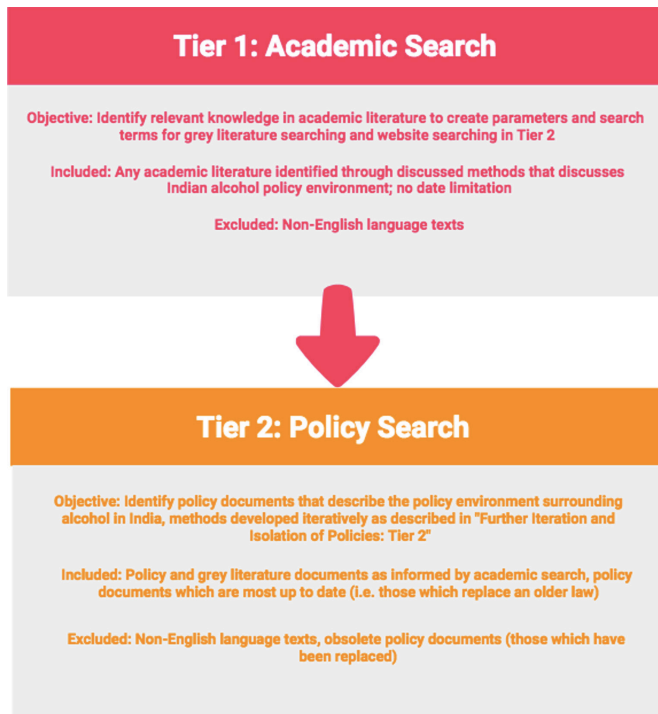 Tier 1: Academic Search
Objective: Identify relevant knowledge in academic literature to create parameters and search
terms for grey literature searching and website searching in Tier 2
Included: Any academic literature identified through discussed methods that discusses
Indian alcohol policy environment; no date limitation
Excluded: Non-English language texts
Tier 2: Policy Search
Objective: Identify policy documents that describe the policy environment surrounding
alcohol in India, methods developed iteratively as described in "Further Iteration and
Isolation of Policies: Tier 2"
Included: Policy and grey literature documents as informed by academic search, policy
documents which are most up to date (i.e. those which replace an older law)
Excluded: Non-English language texts, obsolete policy documents (those which have
been replaced)